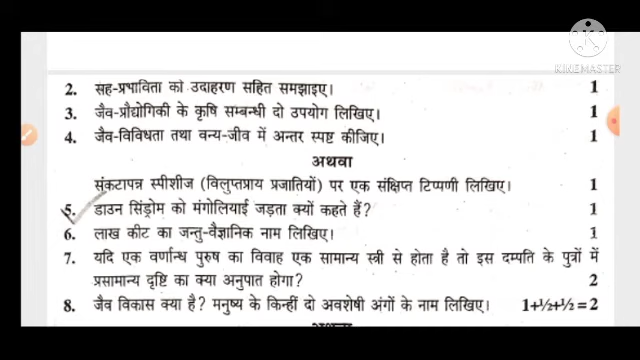 KINEMASTER
2. सह-प्रभाविता को उदाहरण सहित समझाइए। 1
3. जैव-प्रौद्योगिकी के कृषि सम्बन्धी दो उपयोग लिखिए। 1
4. जैव-विविधता तथा वन्य-जीव में अन्तर स्पष्ट कीजिए। 1
अथवा
संकटापन्न स्पीशीज (विलुप्तप्राय प्रजातियों) पर एक संक्षिप्त टिप्पणी लिखिए। 1
5. डाउन सिंड्रोम को मंगोलियाई जड़ता क्यों कहते हैं? 1
6. लाख कीट का जन्तु-वैज्ञानिक नाम लिखिए। 1
7. यदि एक वर्णान्ध पुरुष का विवाह एक सामान्य स्त्री से होता है तो इस दम्पति के पुत्रों में
प्रसामान्य दृष्टि का क्या अनुपात होगा? 2
8. जैव विकास क्या है? मनुष्य के किन्हीं दो अवशेषी अंगों के नाम लिखिए। 1+½+½=2
अथवा